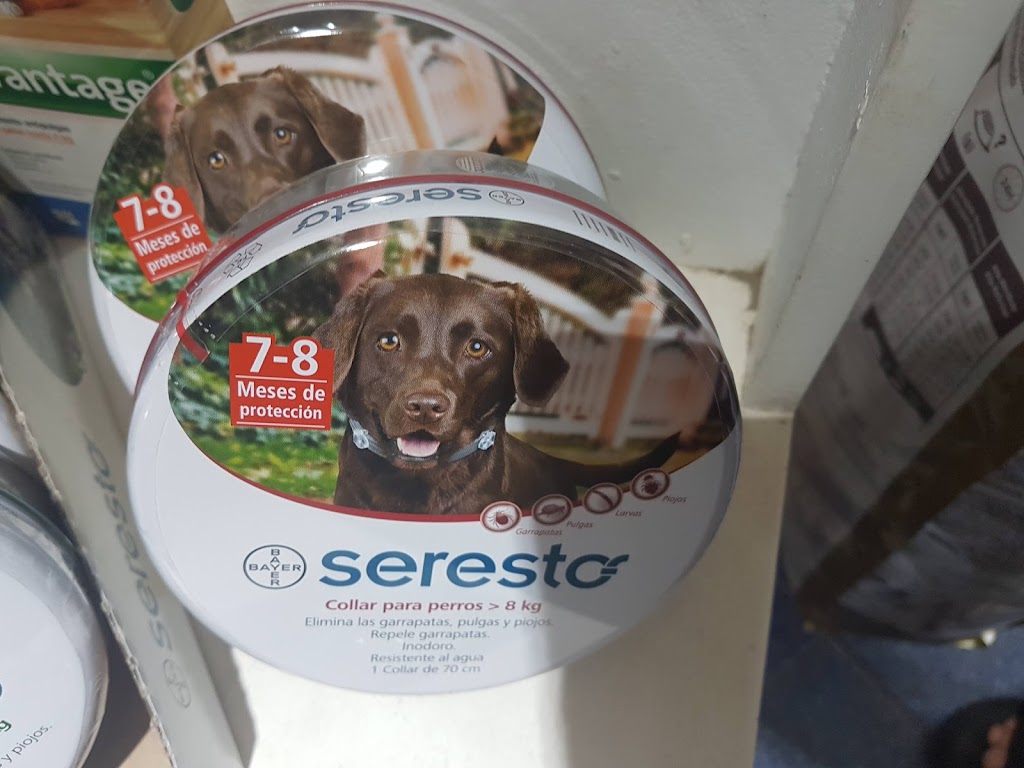 vantage
7-8
Meses de
protección
seresto
7-8
Meses de
protección
Garrapatas
Pulgas
Larvas
Piojos
BAYER
BAYER
seresto
Collar para perros > 8 kg
Elimina las garrapatas, pulgas y piojos.
Repele garrapatas.
Inodoro.
Resistente al agua
1 Collar de 70 cm
seresto
g
y piojos.